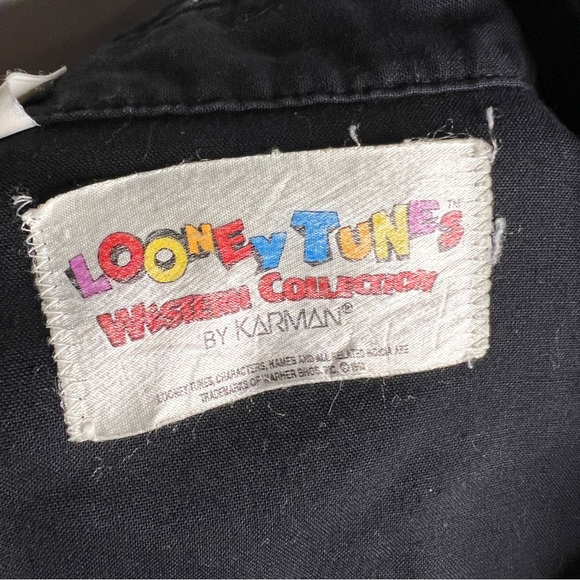 LOONEY TUNES™
WESTERN COLLECTION
BY KARMAN®
LOONEY TUNES, CHARACTERS, NAMES AND ALL RELATED INDICIA ARE
TRADEMARKS OF WARNER BROS. INC. ©